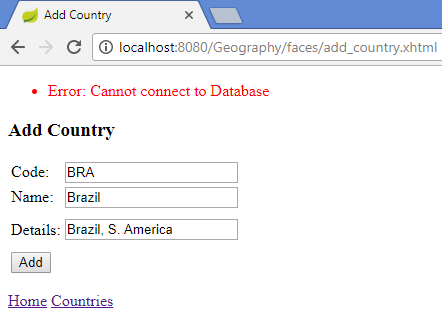 Add Country
localhost:8080/Geography/faces/add_country.xhtml
Error: Cannot connect to Database
Add Country
Code: BRA
Name: Brazil
Details: Brazil, S. America
Add
Home Countries